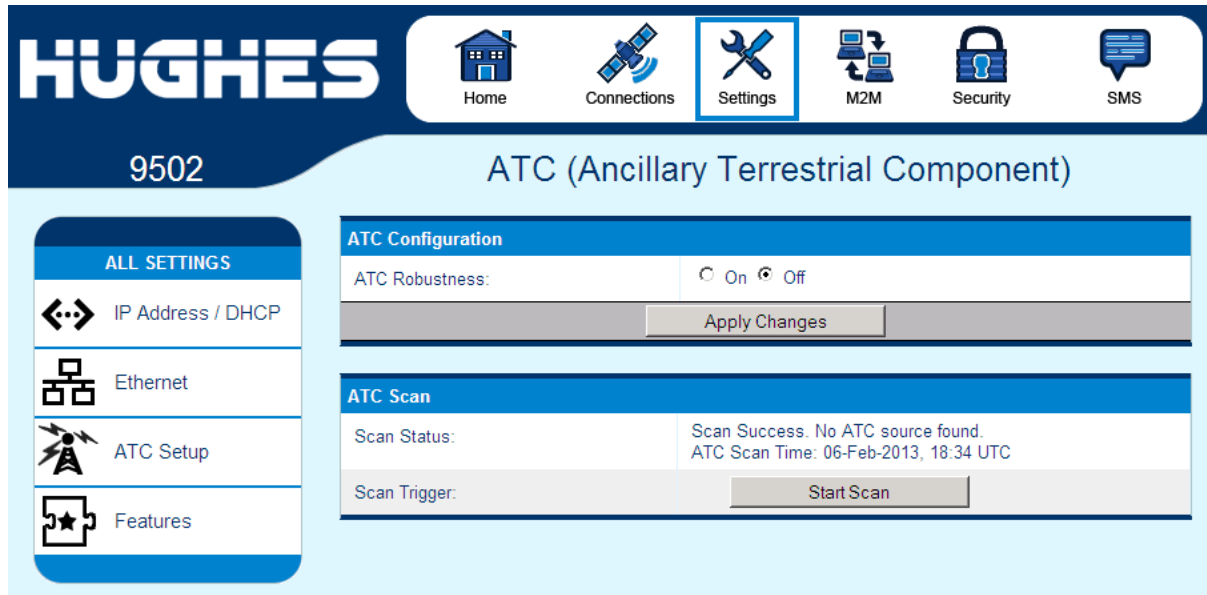 HUGHES
Home
Connections
Settings
M2M
Security
SMS
9502
ATC (Ancillary Terrestrial Component)
ALL SETTINGS
IP Address / DHCP
Ethernet
ATC Setup
Features
ATC Configuration
ATC Robustness:
On Off
Apply Changes
ATC Scan
Scan Status:
Scan Success. No ATC source found.
ATC Scan Time: 06-Feb-2013, 18:34 UTC
Scan Trigger:
Start Scan